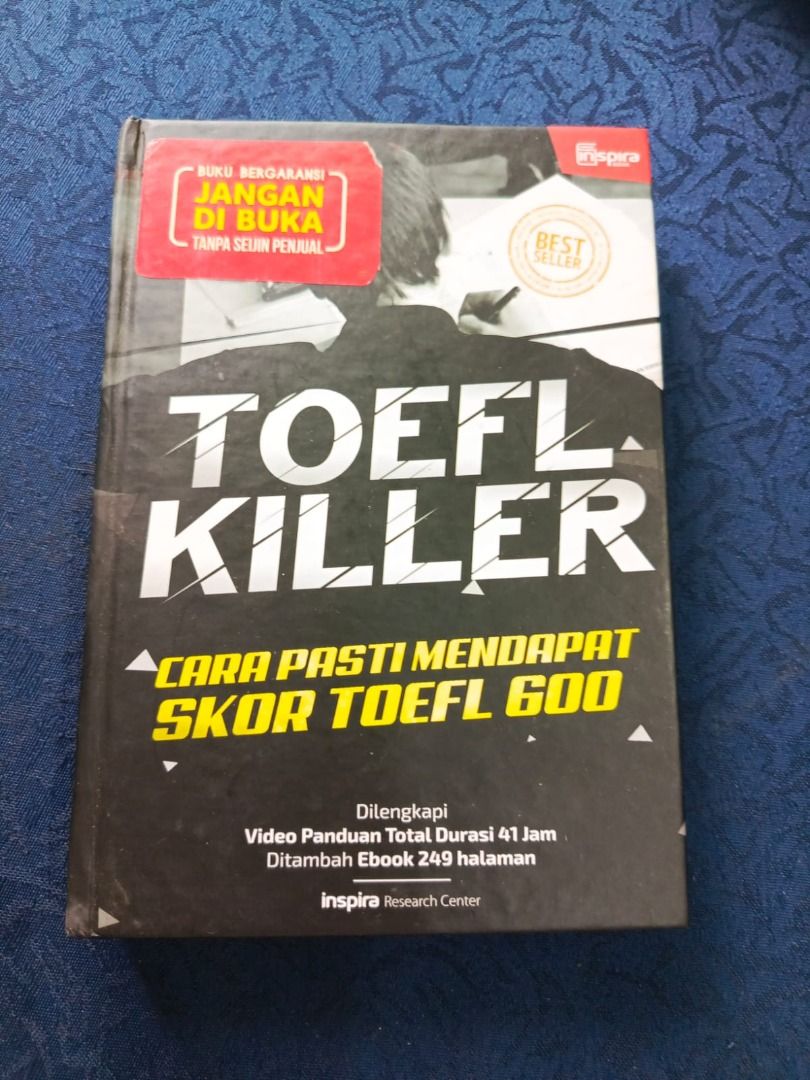 BUKU BERGARANSI
JANGAN
DI BUKA
TANPA SEIJIN PENJUAL
inspira
BEST
SELLER
TOEFL
KILLER
CARA PASTI MENDAPAT
SKOR TOEFL 600
Dilengkapi
Video Panduan Total Durasi 41 Jam
Ditambah Ebook 249 halaman
inspira Research Center